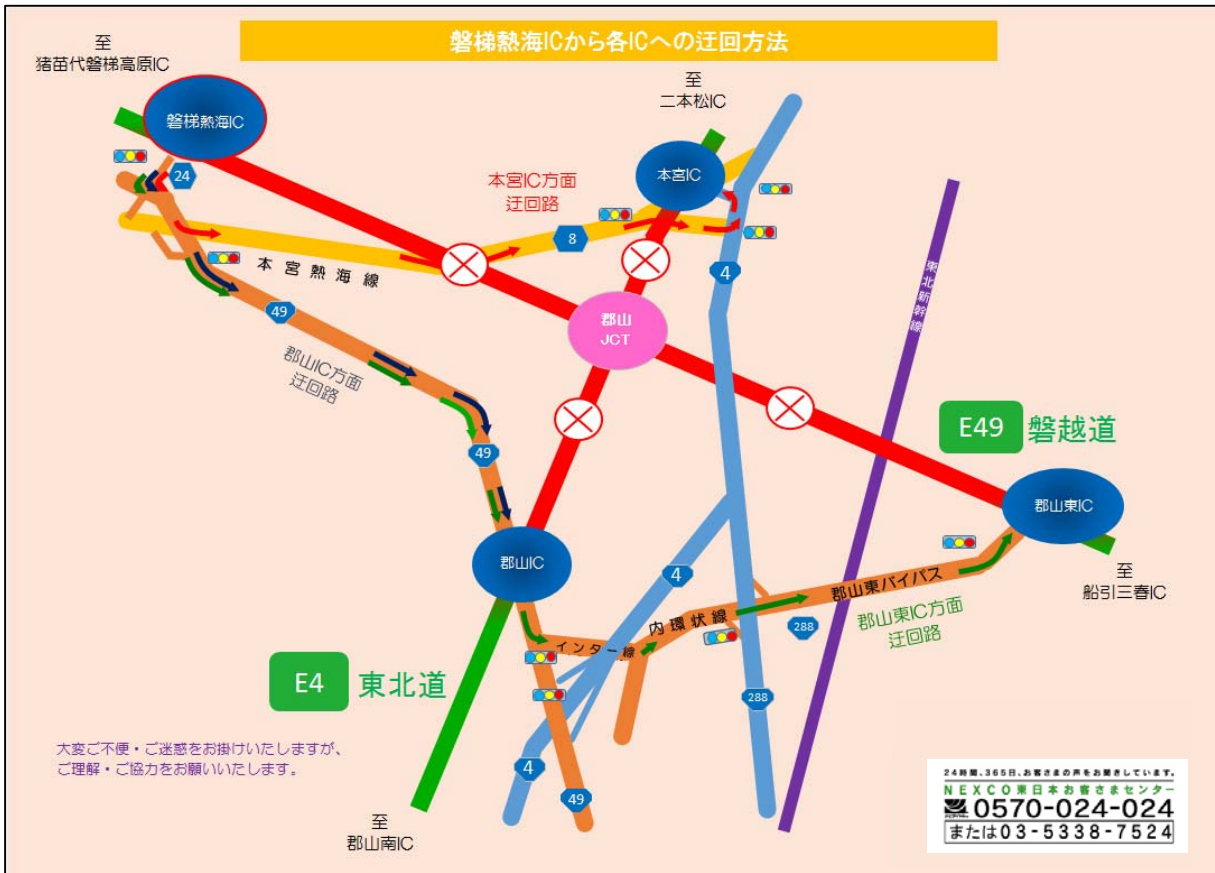 磐梯熱海ICから各ICへの迂回方法
至
猪苗代磐梯高原IC
至
二本松IC
磐梯熱海IC
本宮IC
24
本宮IC方面
迂回路
8
本宮熱海線
4
東北新幹線
49
郡山
JCT
郡山IC方面
迂回路
E49
磐越道
49
郡山東IC
郡山IC
4
至
船引三春IC
郡山東バイパス
内環状線
インター線
288
郡山東IC方面
迂回路
E4
東北道
288
大変ご不便・ご迷惑をお掛けいたしますが、
ご理解・ご協力をお願いいたします。
4
49
至
郡山南IC
24時間、365日、お客さまの声をお聞きしています。
NEXCO東日本お客さまセンター
0570-024-024
または03-5338-7524